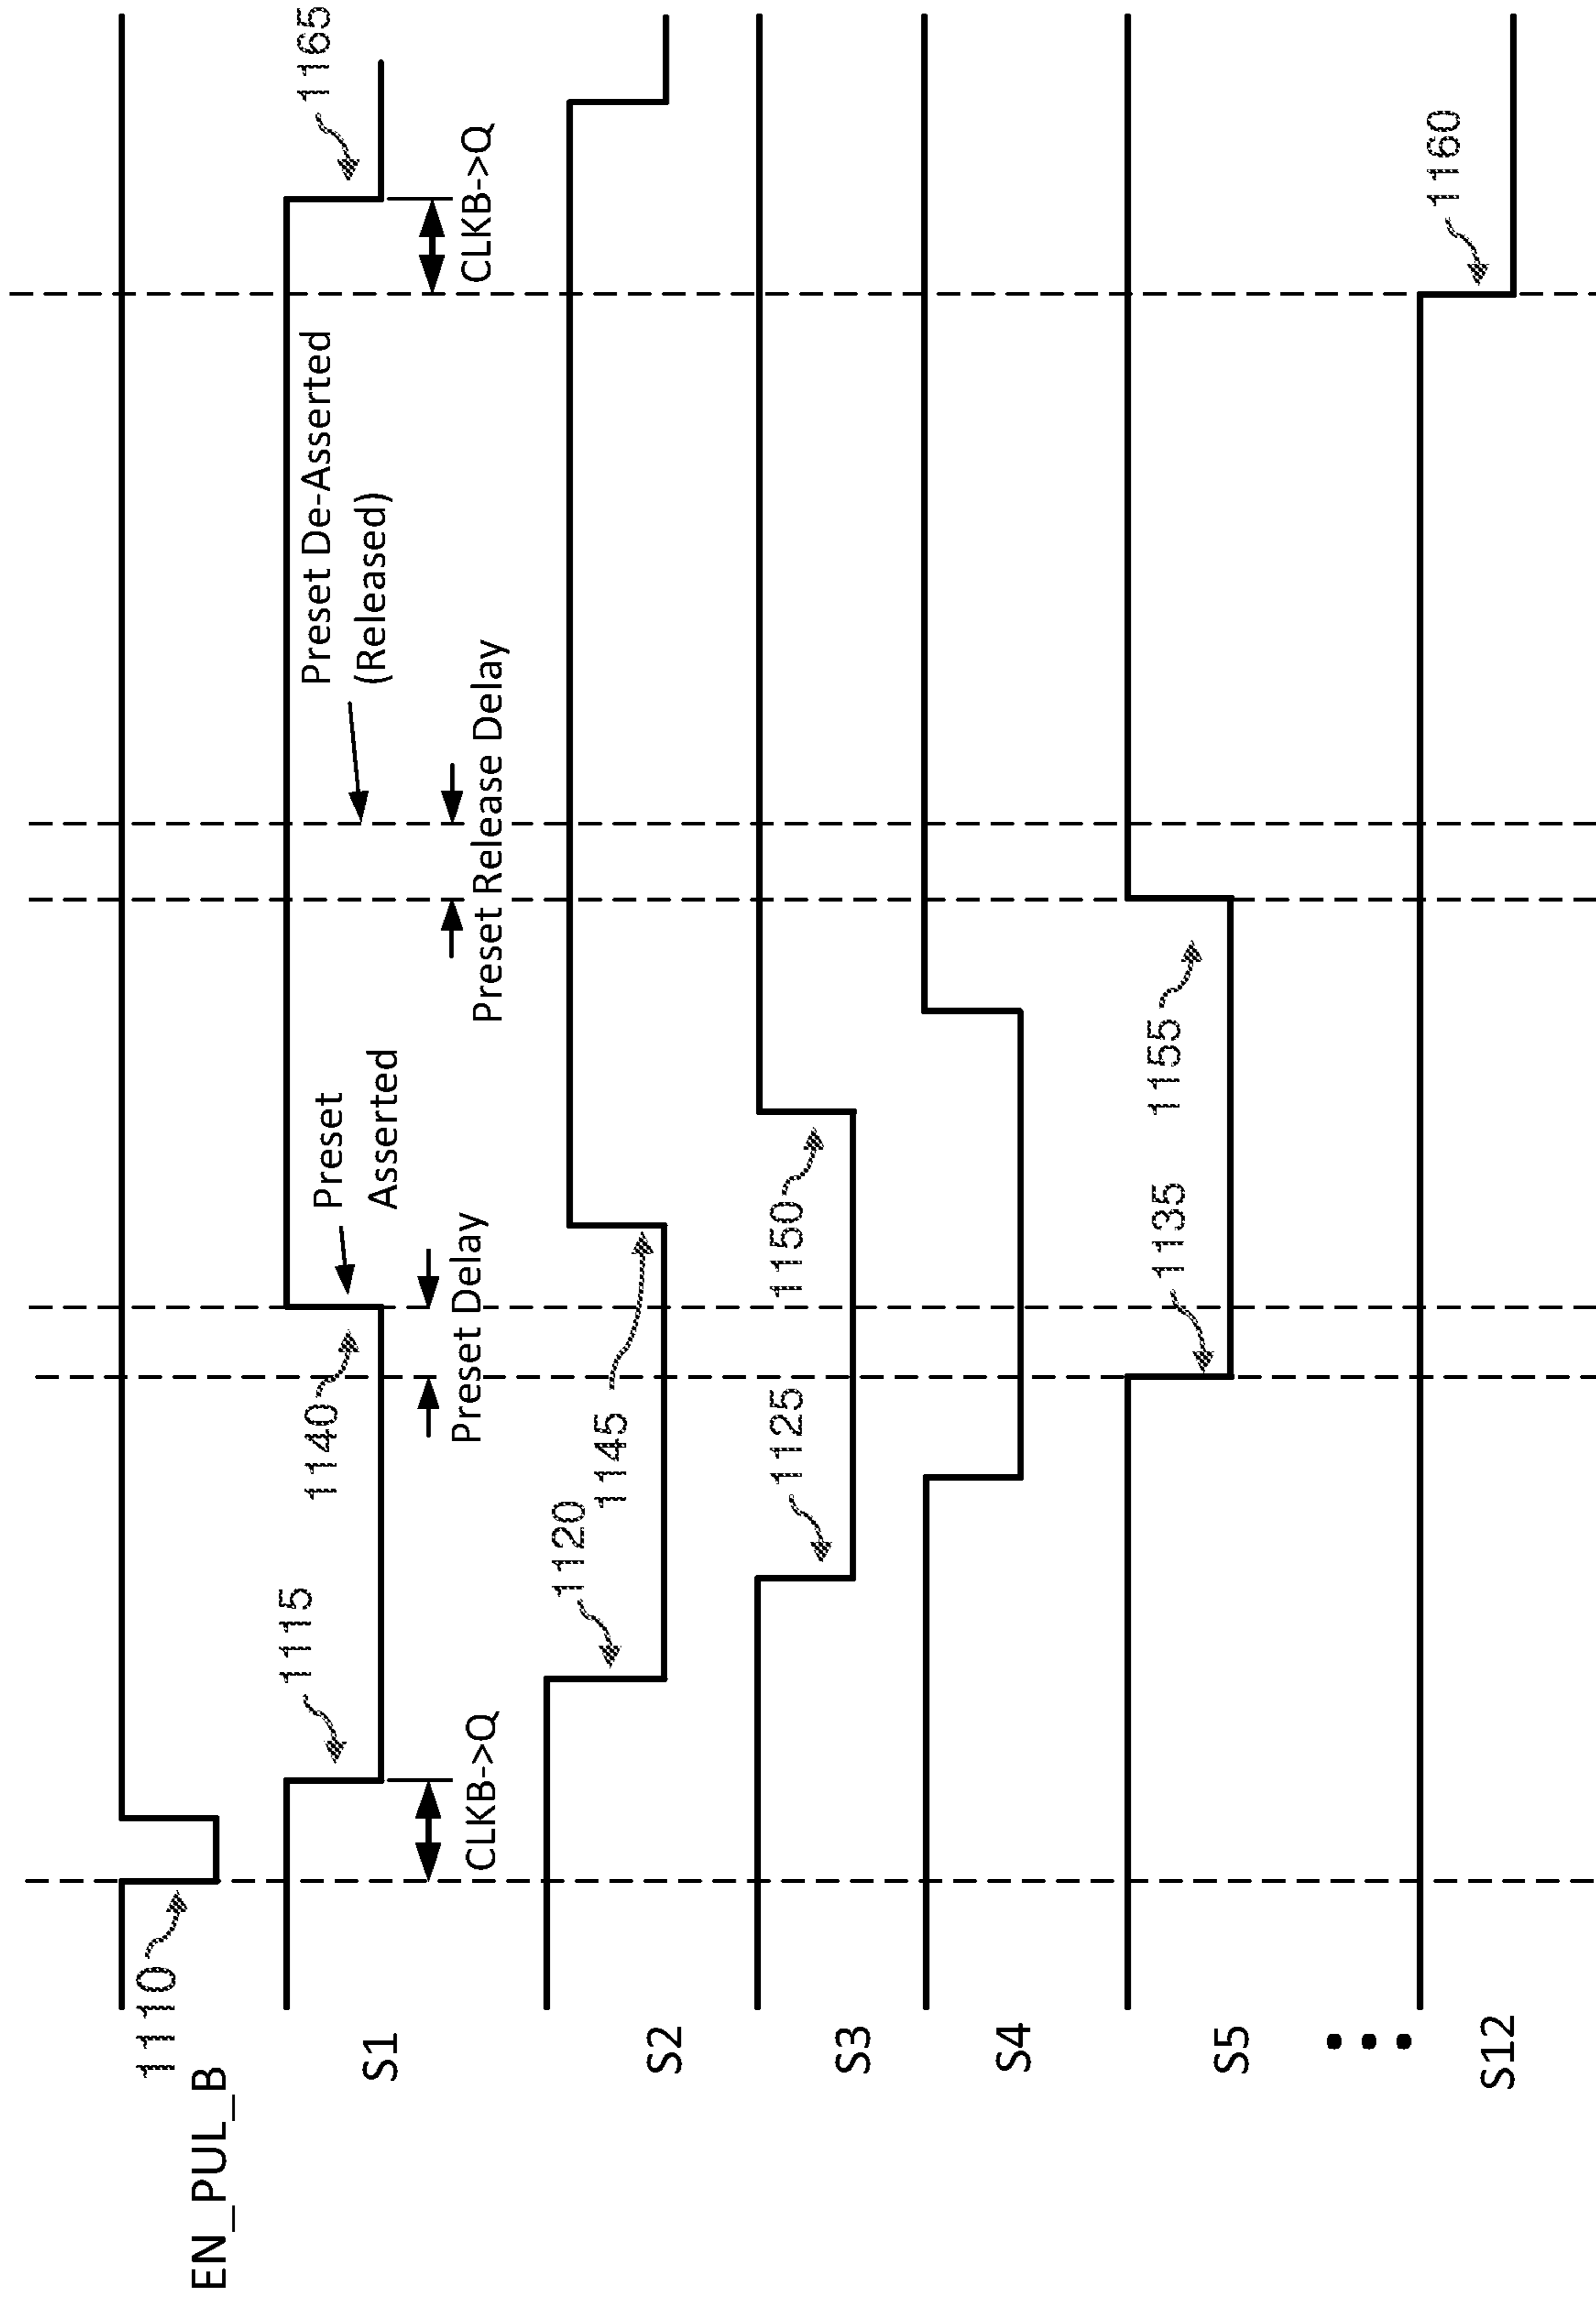 EN_PUL_B
1110
S1
1115
CLKB->Q
1140
Preset
Asserted
Preset Delay
Preset De-Asserted
(Released)
Preset Release Delay
1165
CLKB->Q
S2
1120
1145
S3
1125
1150
S4
S5
1135
1155
S12
1160